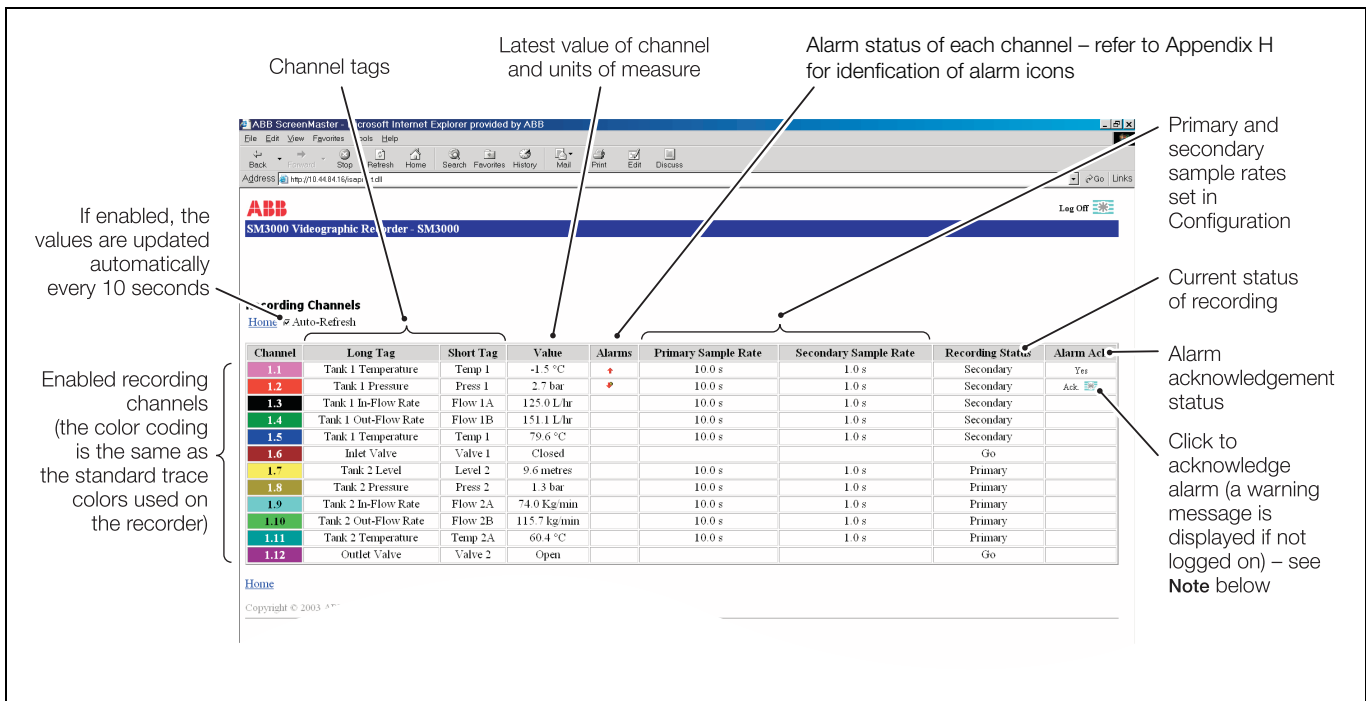 Channel tags
Latest value of channel
and units of measure
Alarm status of each channel – refer to Appendix H
for idenfication of alarm icons
Primary and
secondary
sample rates
set in
Configuration
If enabled, the
values are updated
automatically
every 10 seconds
Current status
of recording
Alarm
acknowledgement
status
Click to
acknowledge
alarm (a warning
message is
displayed if not
logged on) – see
Note below
Enabled recording
channels
(the color coding
is the same as
the standard trace
colors used on
the recorder)
ABB ScreenMaster - Microsoft Internet Explorer provided by ABB
File Edit View Favorites Tools Help
Back Forward Stop Refresh Home Search Favorites History Mail Print Edit Discuss
Address http://10.44.84.16/isapi Go Links
ABB
Log Off
SM3000 Videographic Recorder - SM3000
Recording Channels
Home Auto-Refresh
Channel Long Tag Short Tag Value Alarms Primary Sample Rate Secondary Sample Rate Recording Status Alarm Ack
1.1 Tank 1 Temperature Temp 1 -1.5 °C 10.0 s 1.0 s Secondary Yes
1.2 Tank 1 Pressure Press 1 2.7 bar 10.0 s 1.0 s Secondary Ack.
1.3 Tank 1 In-Flow Rate Flow 1A 125.0 L/hr 10.0 s 1.0 s Secondary
1.4 Tank 1 Out-Flow Rate Flow 1B 151.1 L/hr 10.0 s 1.0 s Secondary
1.5 Tank 1 Temperature Temp 1 79.6 °C 10.0 s 1.0 s Secondary
1.6 Inlet Valve Valve 1 Closed Go
1.7 Tank 2 Level Level 2 9.6 metres 10.0 s 1.0 s Primary
1.8 Tank 2 Pressure Press 2 1.3 bar 10.0 s 1.0 s Primary
1.9 Tank 2 In-Flow Rate Flow 2A 74.0 Kg/min 10.0 s 1.0 s Primary
1.10 Tank 2 Out-Flow Rate Flow 2B 115.7 kg/min 10.0 s 1.0 s Primary
1.11 Tank 2 Temperature Temp 2A 60.4 °C 10.0 s 1.0 s Primary
1.12 Outlet Valve Valve 2 Open Go
Home
Copyright © 2003